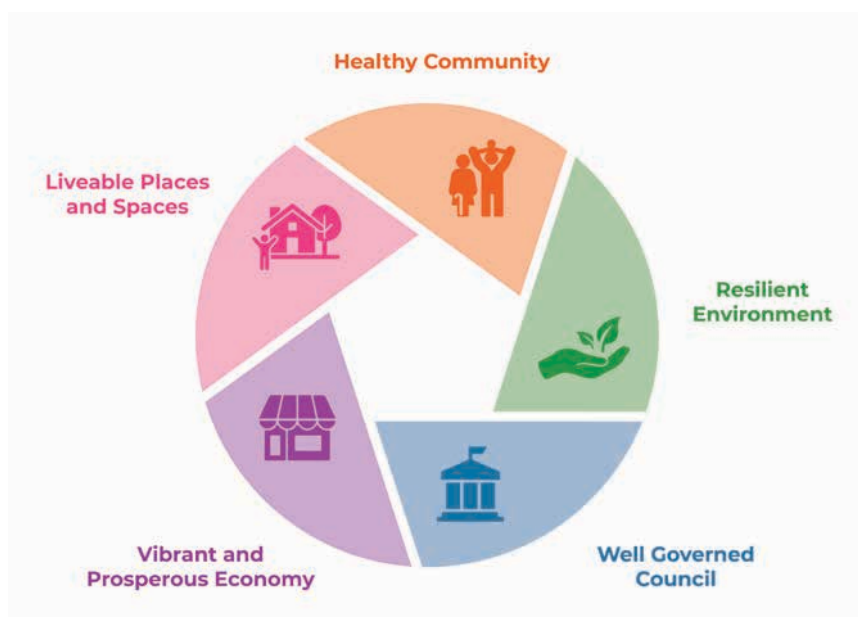 Healthy Community
Liveable Places
and Spaces
Resilient
Environment
Vibrant and
Prosperous Economy
Well Governed
Council